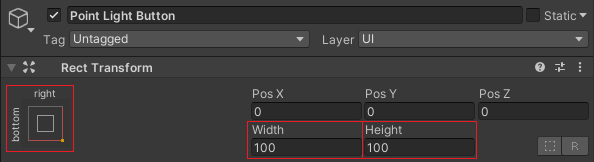 Point Light Button
Static
Tag Untagged Layer UI
Rect Transform
right
bottom
Pos X Pos Y Pos Z
0 0 0
Width Height
100 100
R